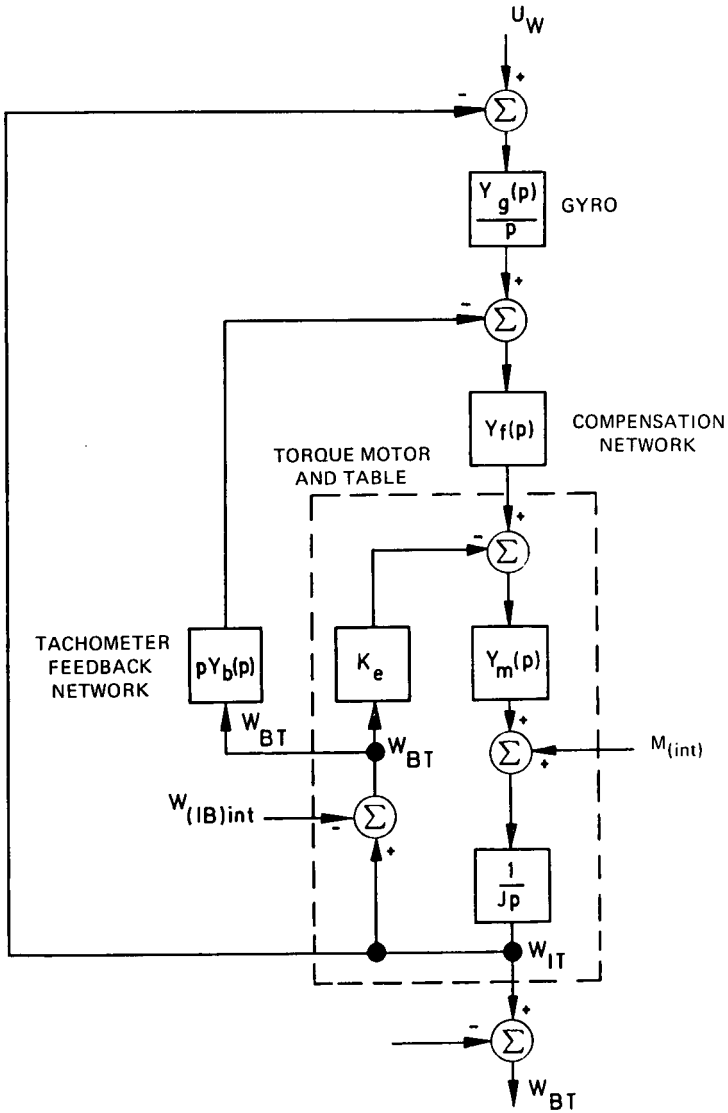 U_W
+
-
Σ
Y_g(p)
p
GYRO
+
-
Σ
Y_f(p)
COMPENSATION
NETWORK
TORQUE MOTOR
AND TABLE
+
-
Σ
TACHOMETER
FEEDBACK
NETWORK
pY_b(p)
K_e
Y_m(p)
W_BT
W_BT
+
Σ
+
M_(int)
W_(IB)int
-
Σ
+
1
Jp
W_IT
+
-
Σ
W_BT